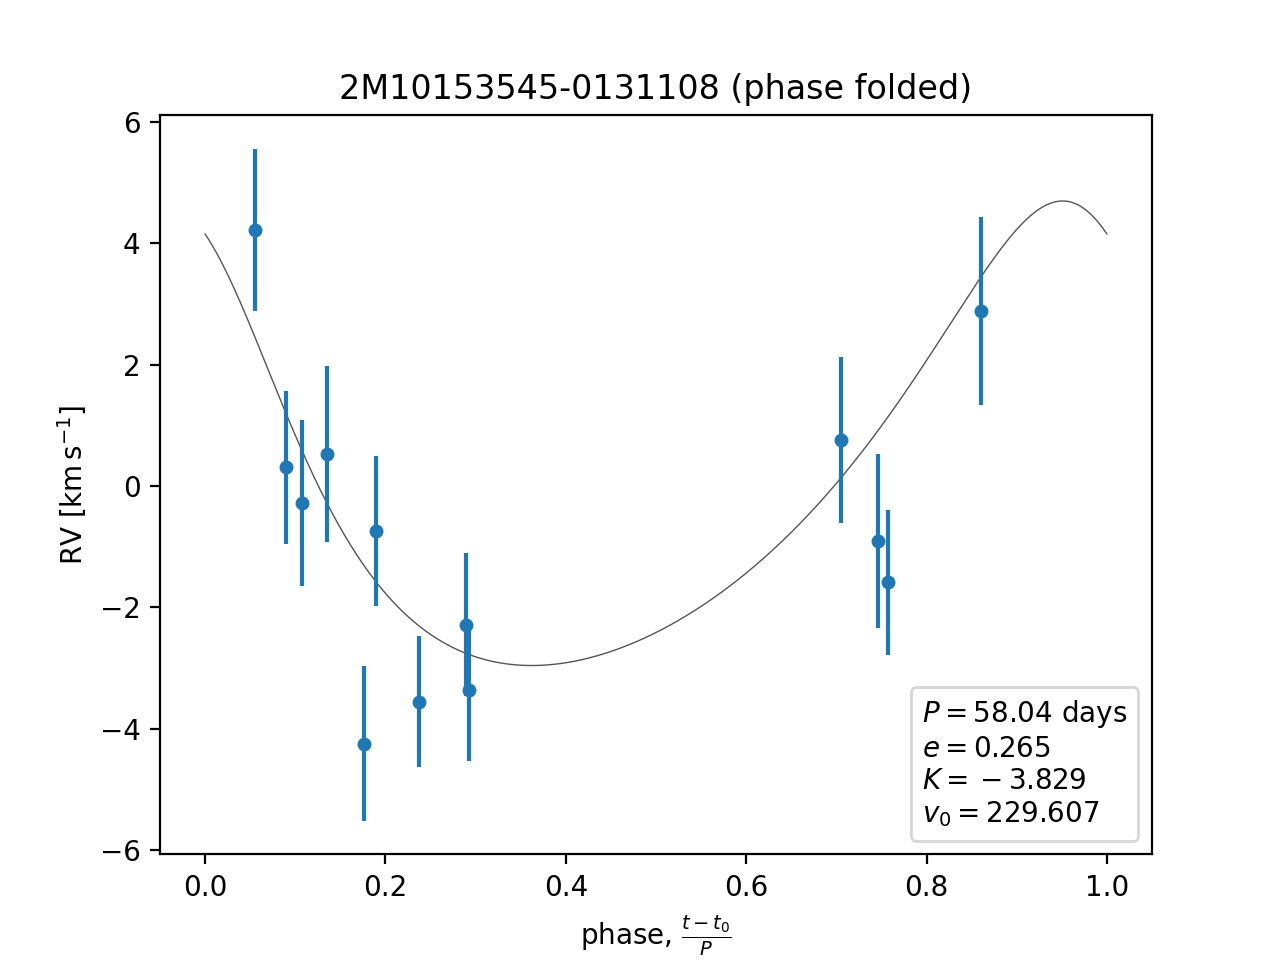 2M10153545-0131108 (phase folded)
6
4
2
0
−2
−4
−6
RV [km s⁻¹]
P = 58.04 days
e = 0.265
K = −3.829
v₀ = 229.607
0.0 0.2 0.4 0.6 0.8 1.0
phase, (t − t₀)/P